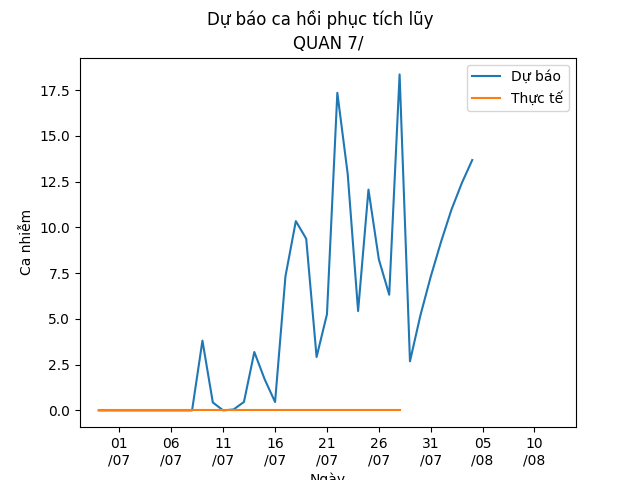 Dự báo ca hồi phục tích lũy
QUAN 7/
Dự báo
Thực tế
Ca nhiễm
17.5
15.0
12.5
10.0
7.5
5.0
2.5
0.0
01 06 11 16 21 26 31 05 10
/07 /07 /07 /07 /07 /07 /07 /08 /08
Ngày